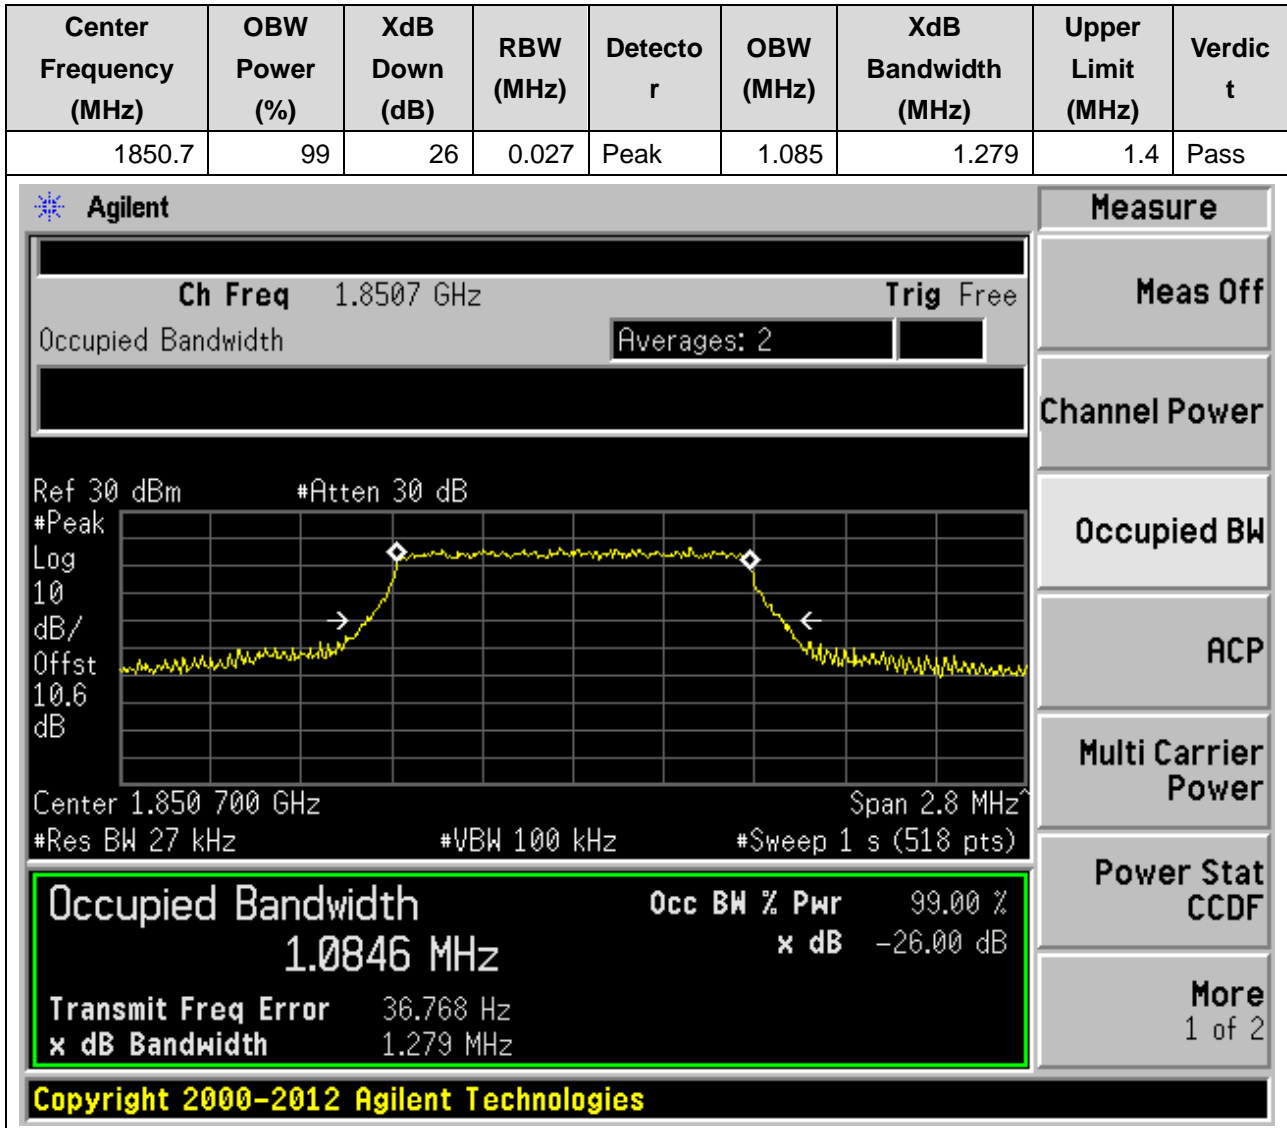 Center Frequency (MHz) OBW Power (%) XdB Down (dB) RBW (MHz) Detecto r OBW (MHz) XdB Bandwidth (MHz) Upper Limit (MHz) Verdic t
1850.7 99 26 0.027 Peak 1.085 1.279 1.4 Pass
Agilent
Measure
Ch Freq 1.8507 GHz Trig Free
Meas Off
Occupied Bandwidth Averages: 2
Channel Power
Ref 30 dBm #Atten 30 dB
#Peak
Log
10
dB/
Offst
10.6
dB
Occupied BW
ACP
Multi Carrier
Power
Center 1.850 700 GHz Span 2.8 MHz^
#Res BW 27 kHz #VBW 100 kHz #Sweep 1 s (518 pts)
Power Stat
CCDF
Occupied Bandwidth Occ BW % Pwr 99.00 %
1.0846 MHz x dB -26.00 dB
Transmit Freq Error 36.768 Hz
x dB Bandwidth 1.279 MHz
More
1 of 2
Copyright 2000-2012 Agilent Technologies